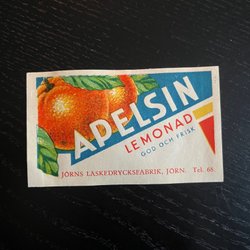 APELSIN
LEMONAD
GOD OCH FRISK
JÖRNS LÄSKEDRYCKSFABRIK, JÖRN. Tel. 68.